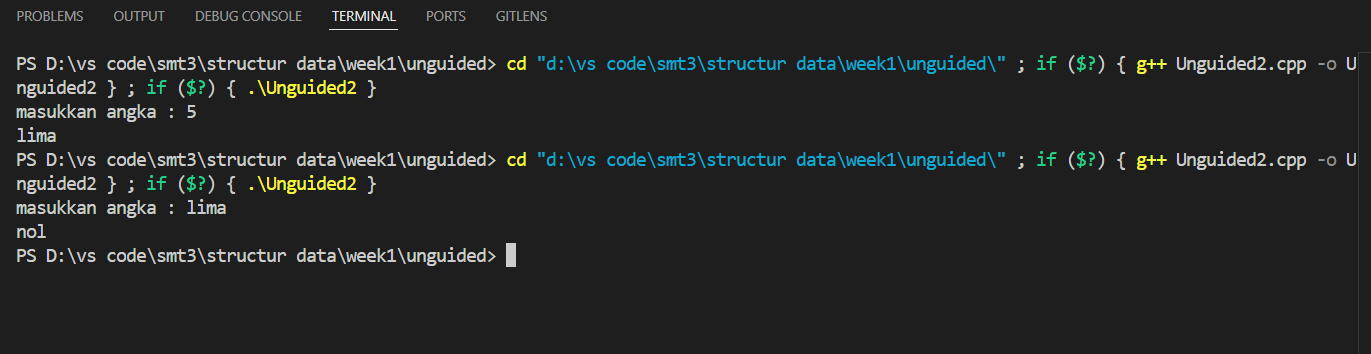 PROBLEMS OUTPUT DEBUG CONSOLE TERMINAL PORTS GITLENS
PS D:\vs code\smt3\structur data\week1\unguided> cd "d:\vs code\smt3\structur data\week1\unguided\" ; if ($?) { g++ Unguided2.cpp -o U
nguided2 } ; if ($?) { .\Unguided2 }
masukkan angka : 5
lima
PS D:\vs code\smt3\structur data\week1\unguided> cd "d:\vs code\smt3\structur data\week1\unguided\" ; if ($?) { g++ Unguided2.cpp -o U
nguided2 } ; if ($?) { .\Unguided2 }
masukkan angka : lima
nol
PS D:\vs code\smt3\structur data\week1\unguided>